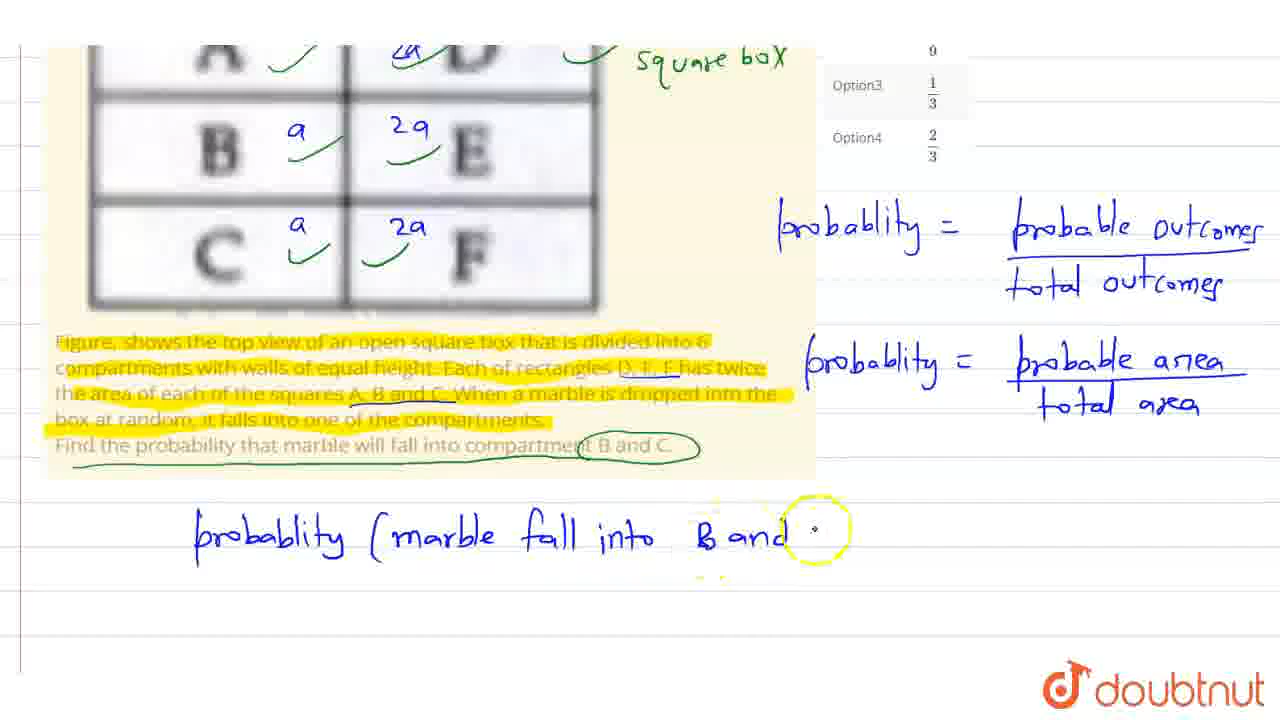 A 2a D
square box
B a 2a E
C a 2a F
Figure, shows the top view of an open square box that is divided into 6
compartments with walls of equal height. Each of rectangles D, E, F has twice
the area of each of the squares A, B and C. When a marble is dropped into the
box at random, it falls into one of the compartments.
Find the probability that marble will fall into compartment B and C.
9
Option3 1/3
Option4 2/3
probablity = probable outcomes
total outcomes
probablity = probable area
total area
probablity (marble fall into B and
doubtnut